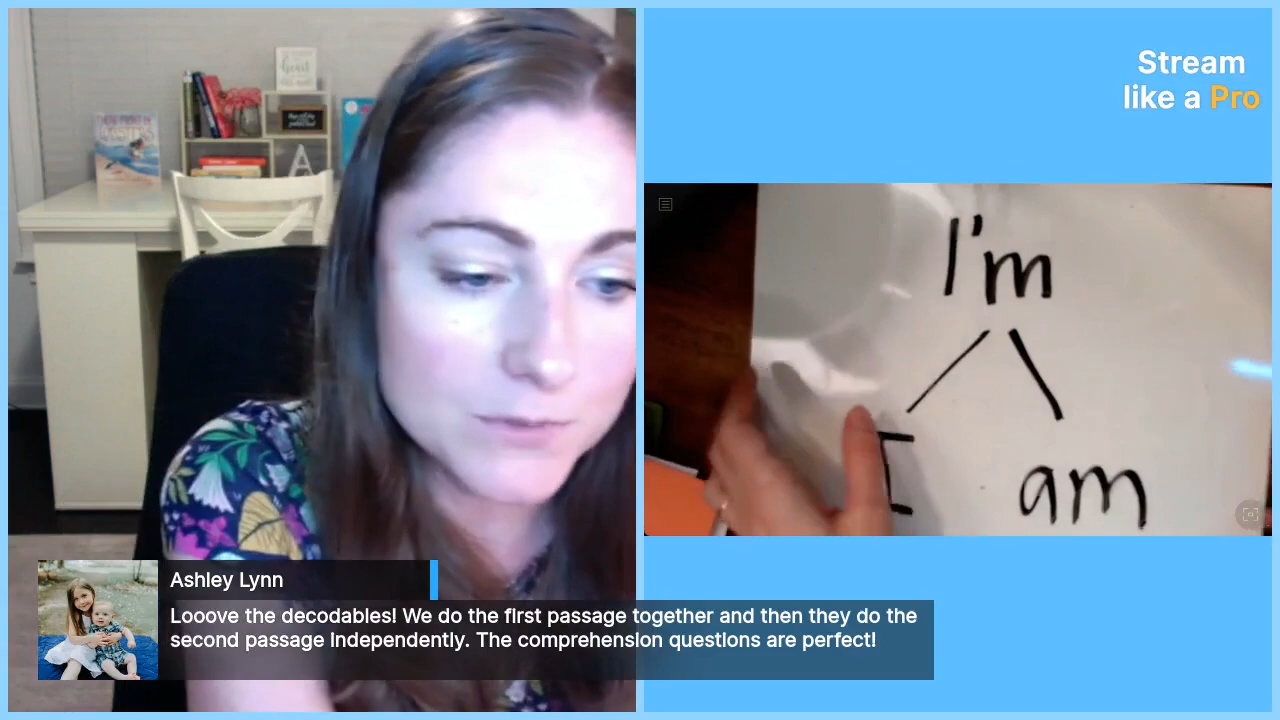 Stream
like a Pro
I'm
I am
Ashley Lynn
Looove the decodables! We do the first passage together and then they do the
second passage independently. The comprehension questions are perfect!